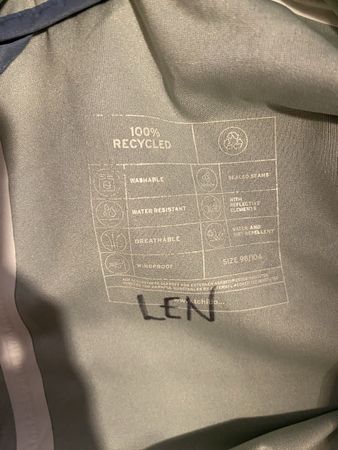 100%
RECYCLED
WASHABLE
SEALED SEAMS
WATER RESISTANT
WITH
REFLECTIVE
ELEMENTS
BREATHABLE
WATER AND
DIRT REPELLENT
WINDPROOF
SIZE 98/104
LEN